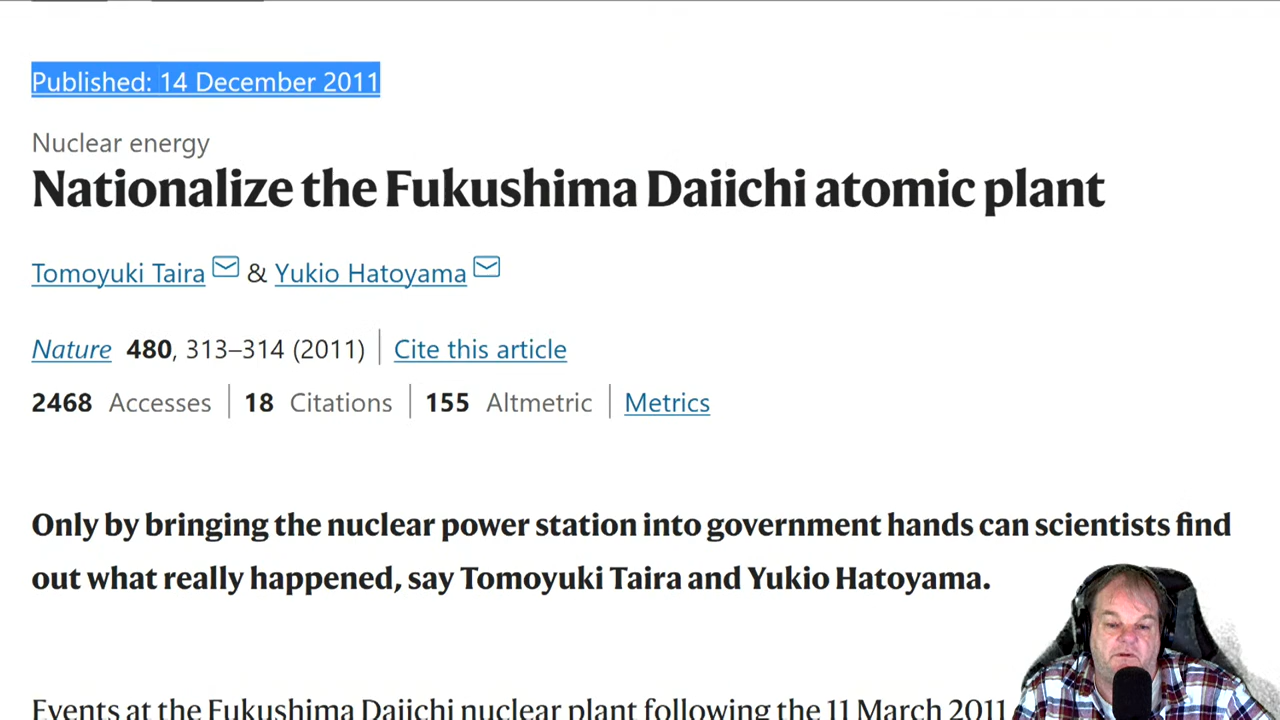 Published: 14 December 2011
Nuclear energy
Nationalize the Fukushima Daiichi atomic plant
Tomoyuki Taira & Yukio Hatoyama
Nature 480, 313–314 (2011) | Cite this article
2468 Accesses | 18 Citations | 155 Altmetric | Metrics
Only by bringing the nuclear power station into government hands can scientists find
out what really happened, say Tomoyuki Taira and Yukio Hatoyama.
Events at the Fukushima Daiichi nuclear plant following the 11 March 2011